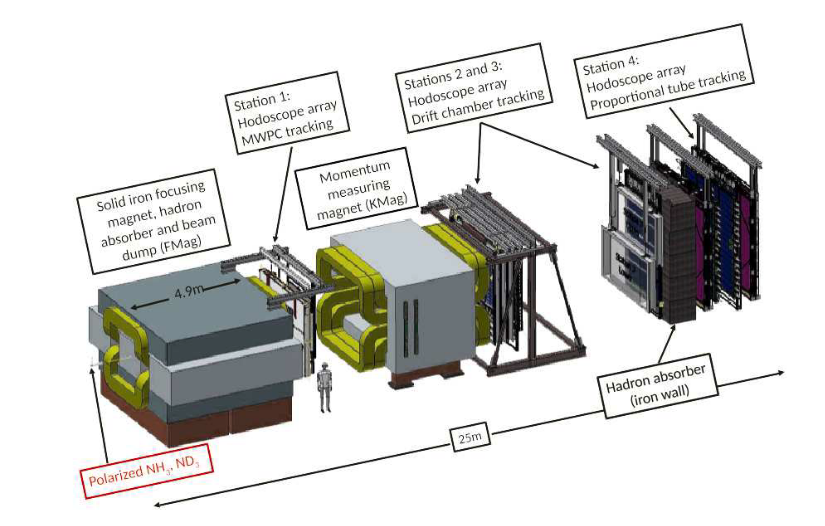 Station 4:
Hodoscope array
Proportional tube tracking
Stations 2 and 3:
Hodoscope array
Drift chamber tracking
Station 1:
Hodoscope array
MWPC tracking
Momentum
measuring
magnet (KMag)
Solid iron focusing
magnet, hadron
absorber and beam
dump (FMag)
4.9m
Hadron absorber
(iron wall)
25m
Polarized NH₃, ND₃